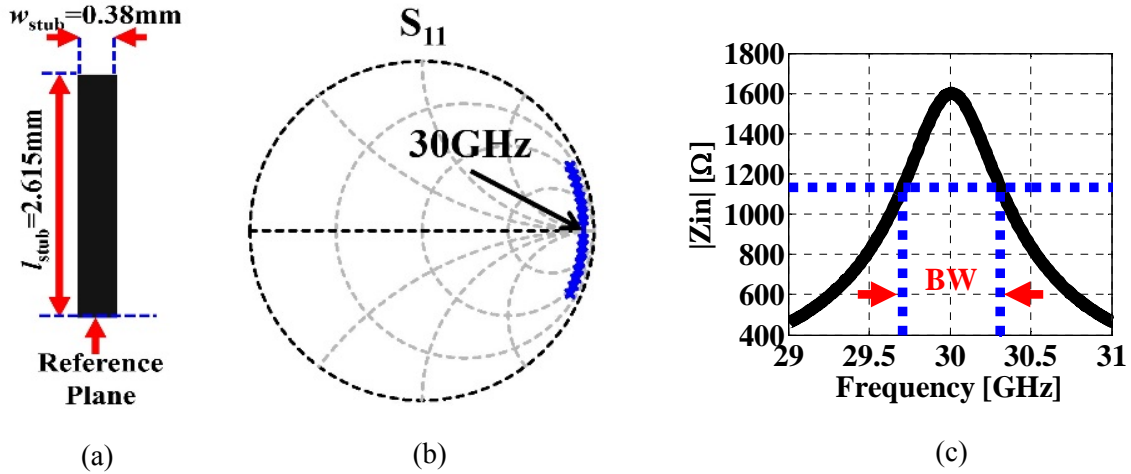 w_stub=0.38mm
l_stub=2.615mm
Reference
Plane
(a)
S11
30GHz
(b)
|Zin| [Ω]
1800
1600
1400
1200
1000
800
600
400
BW
29 29.5 30 30.5 31
Frequency [GHz]
(c)